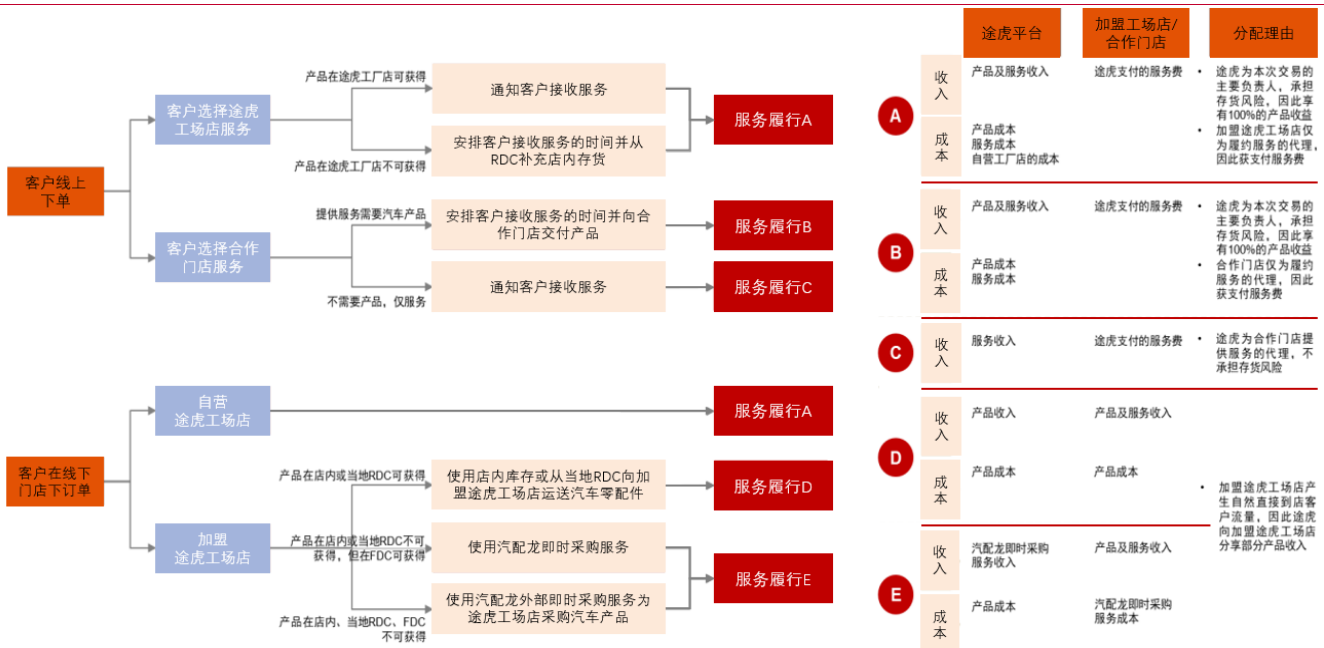 客户线上
下单
客户选择途虎
工场店服务
客户选择合作
门店服务
产品在途虎工厂店可获得
产品在途虎工厂店不可获得
提供服务需要汽车产品
不需要产品，仅服务
通知客户接收服务
安排客户接收服务的时间并从
RDC补充店内存货
安排客户接收服务的时间并向合
作门店交付产品
通知客户接收服务
服务履行A
服务履行B
服务履行C
客户在线下
门店下订单
自营
途虎工场店
加盟
途虎工场店
产品在店内或当地RDC可获得
产品在店内或当地RDC不可
获得，但在FDC可获得
产品在店内、当地RDC、FDC
不可获得
使用店内库存或从当地RDC向加
盟途虎工场店运送汽车零配件
使用汽配龙即时采购服务
使用汽配龙外部即时采购服务为
途虎工场店采购汽车产品
服务履行A
服务履行D
服务履行E
途虎平台
加盟工场店/
合作门店
分配理由
A
收
入
产品及服务收入
途虎支付的服务费
成
本
产品成本
服务成本
自营工厂店的成本
• 途虎为本次交易的
主要负责人，承担
存货风险，因此享
有100%的产品收益
• 加盟途虎工场店仅
为履约服务的代理，
因此获支付服务费
B
收
入
产品及服务收入
途虎支付的服务费
成
本
产品成本
服务成本
• 途虎为本次交易的
主要负责人，承担
存货风险，因此享
有100%的产品收益
• 合作门店仅为履约
服务的代理，因此
获支付服务费
C
收
入
服务收入
途虎支付的服务费
• 途虎为合作门店提
供服务的代理，不
承担存货风险
D
收
入
产品收入
产品及服务收入
成
本
产品成本
产品成本
• 加盟途虎工场店产
生自然直接到店客
户流量，因此途虎
向加盟途虎工场店
分享部分产品收入
E
收
入
汽配龙即时采购
服务收入
产品及服务收入
成
本
产品成本
汽配龙即时采购
服务成本